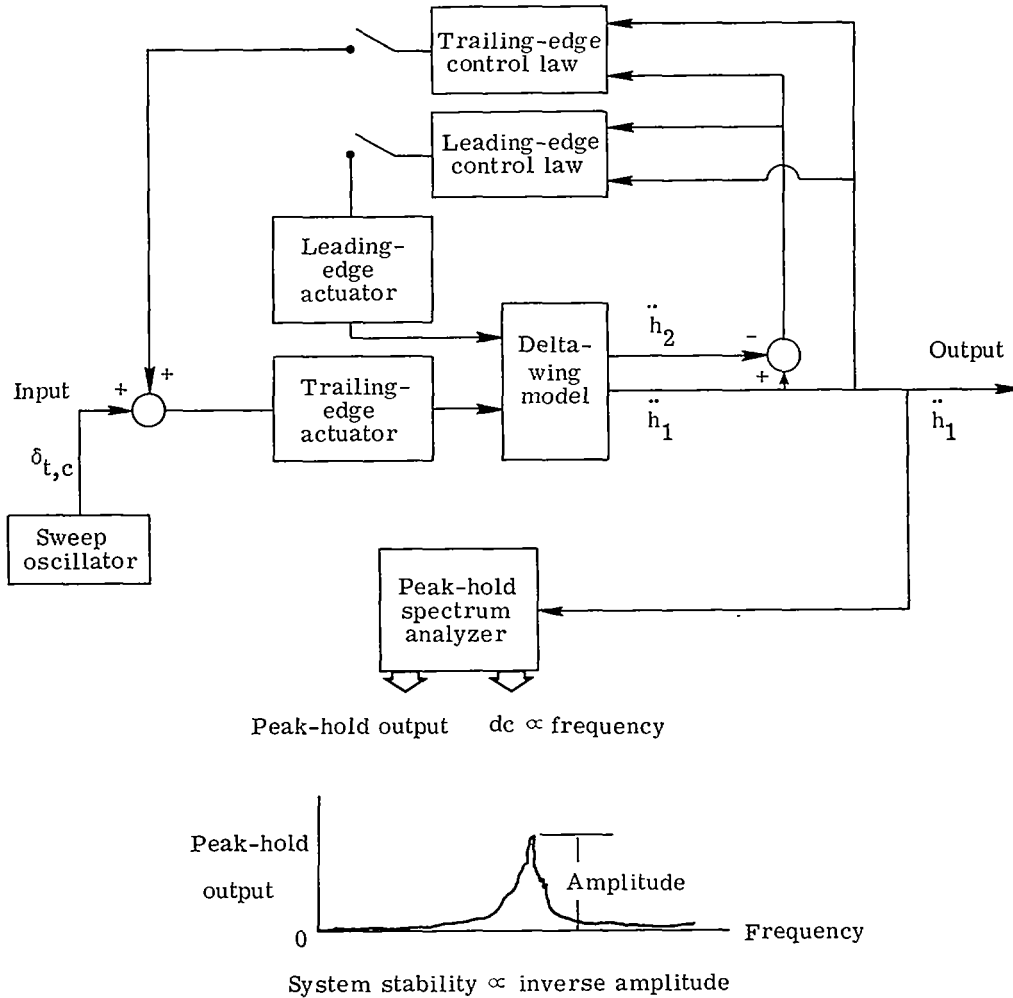 Trailing-edge
control law
Leading-edge
control law
Leading-
edge
actuator
Input
+
+
Trailing-
edge
actuator
Delta-
wing
model
ḧ2
-
+
ḧ1
Output
ḧ1
δt,c
Sweep
oscillator
Peak-hold
spectrum
analyzer
Peak-hold output dc ∝ frequency
Peak-hold
output
0
Amplitude
Frequency
System stability ∝ inverse amplitude